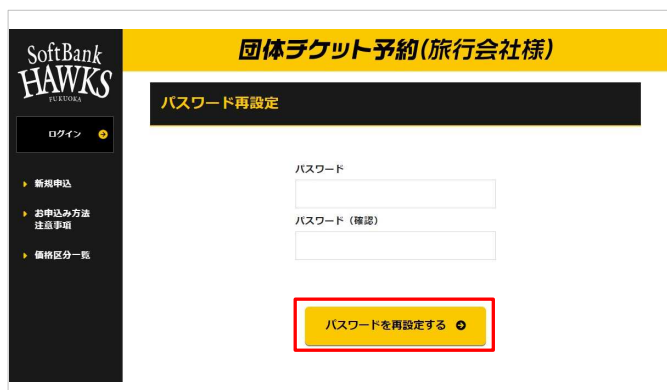 SoftBank
HAWKS
FUKUOKA
団体チケット予約(旅行会社様)
ログイン
新規申込
お申込み方法
注意事項
価格区分一覧
パスワード再設定
パスワード
パスワード（確認）
パスワードを再設定する